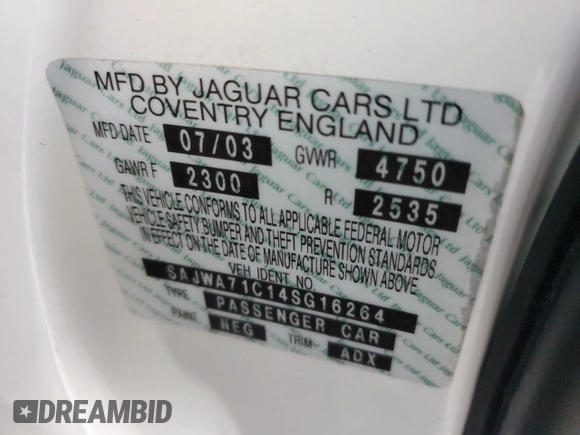 MFD BY JAGUAR CARS LTD
COVENTRY ENGLAND
MFD DATE 07/03 GVWR 4750
GAWR F 2300 R 2535
THIS VEHICLE CONFORMS TO ALL APPLICABLE FEDERAL MOTOR
VEHICLE SAFETY BUMPER AND THEFT PREVENTION STANDARDS
IN EFFECT ON THE DATE OF MANUFACTURE SHOWN ABOVE.
VEH IDENT NO.
SAJWA71C14SG16264
TYPE PASSENGER CAR
PAINT NEG TRIM ADX
DREAMBID